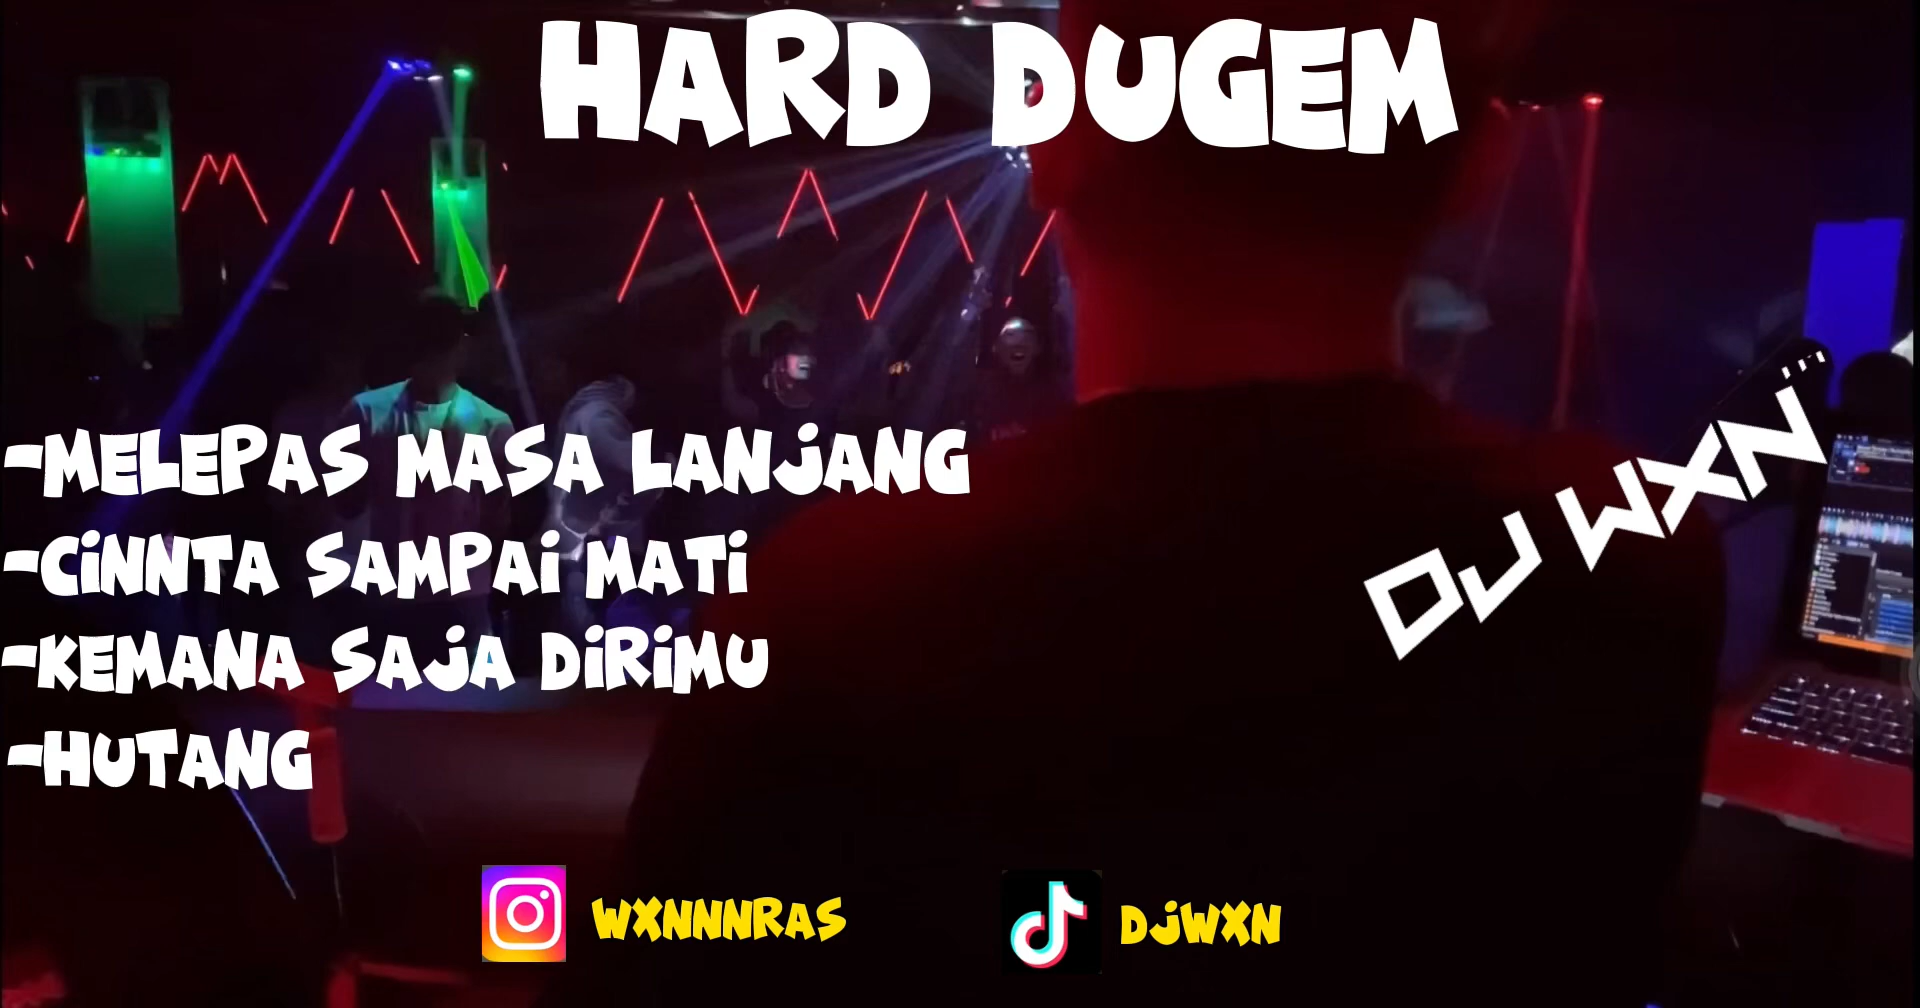 HARD DUGEM
-MELEPAS MASA LANJANG
-CINNTA SAMPAI MATI
-KEMANA SAJA DIRIMU
-HUTANG
DJ WXN
WXNNNRAS
DJWXN